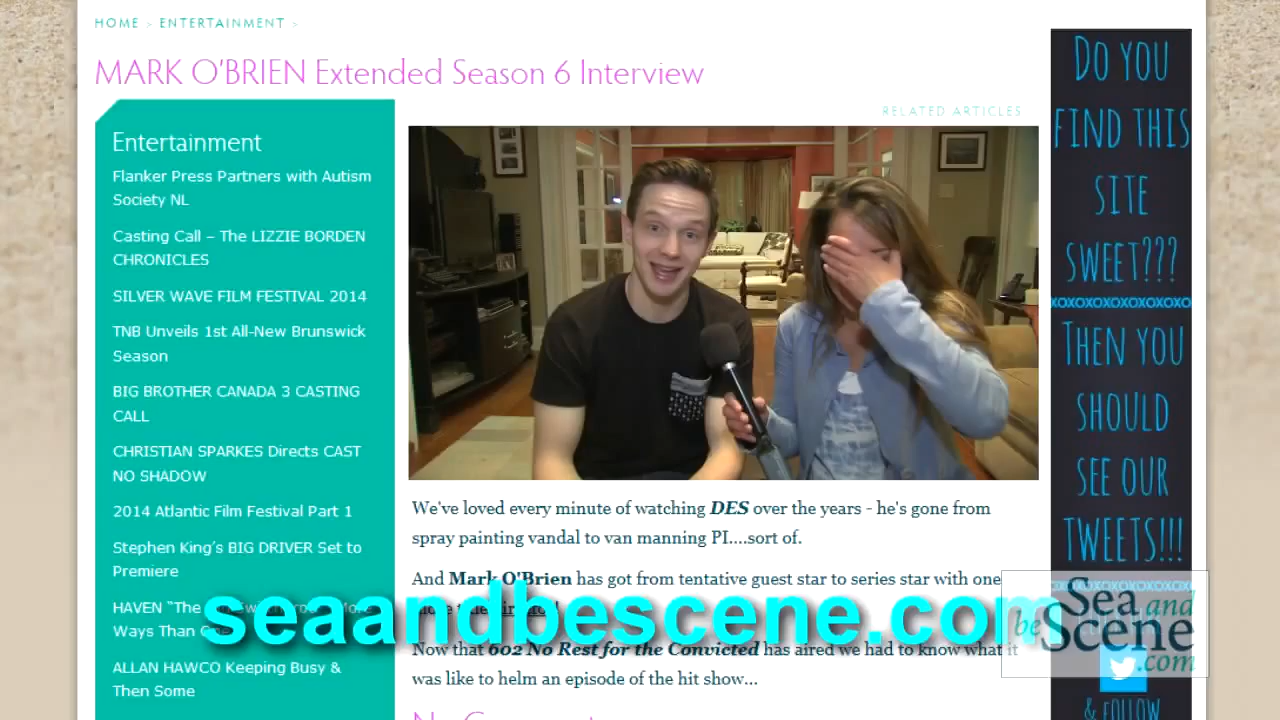 HOME > ENTERTAINMENT >
MARK O'BRIEN Extended Season 6 Interview
RELATED ARTICLES
Entertainment
Flanker Press Partners with Autism
Society NL
Casting Call – The LIZZIE BORDEN
CHRONICLES
SILVER WAVE FILM FESTIVAL 2014
TNB Unveils 1st All-New Brunswick
Season
BIG BROTHER CANADA 3 CASTING
CALL
CHRISTIAN SPARKES Directs CAST
NO SHADOW
2014 Atlantic Film Festival Part 1
Stephen King's BIG DRIVER Set to
Premiere
HAVEN "The
Ways Than
ALLAN HAWCO Keeping Busy &
Then Some
We've loved every minute of watching DES over the years - he's gone from
spray painting vandal to van manning PI....sort of.
And Mark O'Brien has got from tentative guest star to series star with one
Now that 602 No Rest for the Convicted has aired we had to know what it
was like to helm an episode of the hit show...
seaandbescene.com
DO YOU
FIND THIS
SITE
SWEET???
XOXOXOXOXOXOXOXO
THEN YOU
SHOULD
SEE OUR
TWEETS!!!
Sea and
be Scene
.com
& FOLLOW